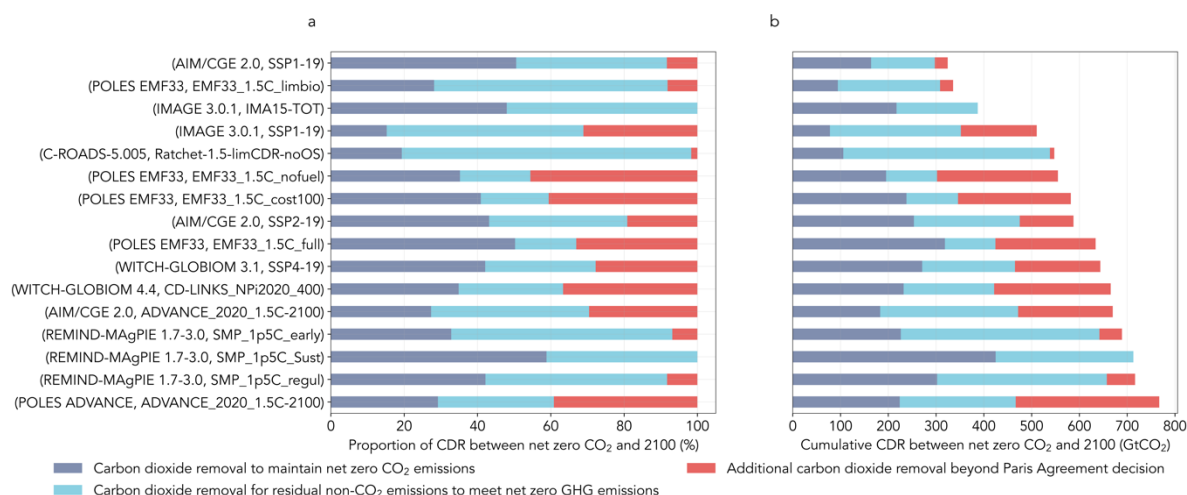 a
b
(AIM/CGE 2.0, SSP1-19)
(POLES EMF33, EMF33_1.5C_limbio)
(IMAGE 3.0.1, IMA15-TOT)
(IMAGE 3.0.1, SSP1-19)
(C-ROADS-5.005, Ratchet-1.5-limCDR-noOS)
(POLES EMF33, EMF33_1.5C_nofuel)
(POLES EMF33, EMF33_1.5C_cost100)
(AIM/CGE 2.0, SSP2-19)
(POLES EMF33, EMF33_1.5C_full)
(WITCH-GLOBIOM 3.1, SSP4-19)
(WITCH-GLOBIOM 4.4, CD-LINKS_NPi2020_400)
(AIM/CGE 2.0, ADVANCE_2020_1.5C-2100)
(REMIND-MAgPIE 1.7-3.0, SMP_1p5C_early)
(REMIND-MAgPIE 1.7-3.0, SMP_1p5C_Sust)
(REMIND-MAgPIE 1.7-3.0, SMP_1p5C_regul)
(POLES ADVANCE, ADVANCE_2020_1.5C-2100)
0 20 40 60 80 100
Proportion of CDR between net zero CO₂ and 2100 (%)
0 100 200 300 400 500 600 700 800
Cumulative CDR between net zero CO₂ and 2100 (GtCO₂)
Carbon dioxide removal to maintain net zero CO₂ emissions
Additional carbon dioxide removal beyond Paris Agreement decision
Carbon dioxide removal for residual non-CO₂ emissions to meet net zero GHG emissions